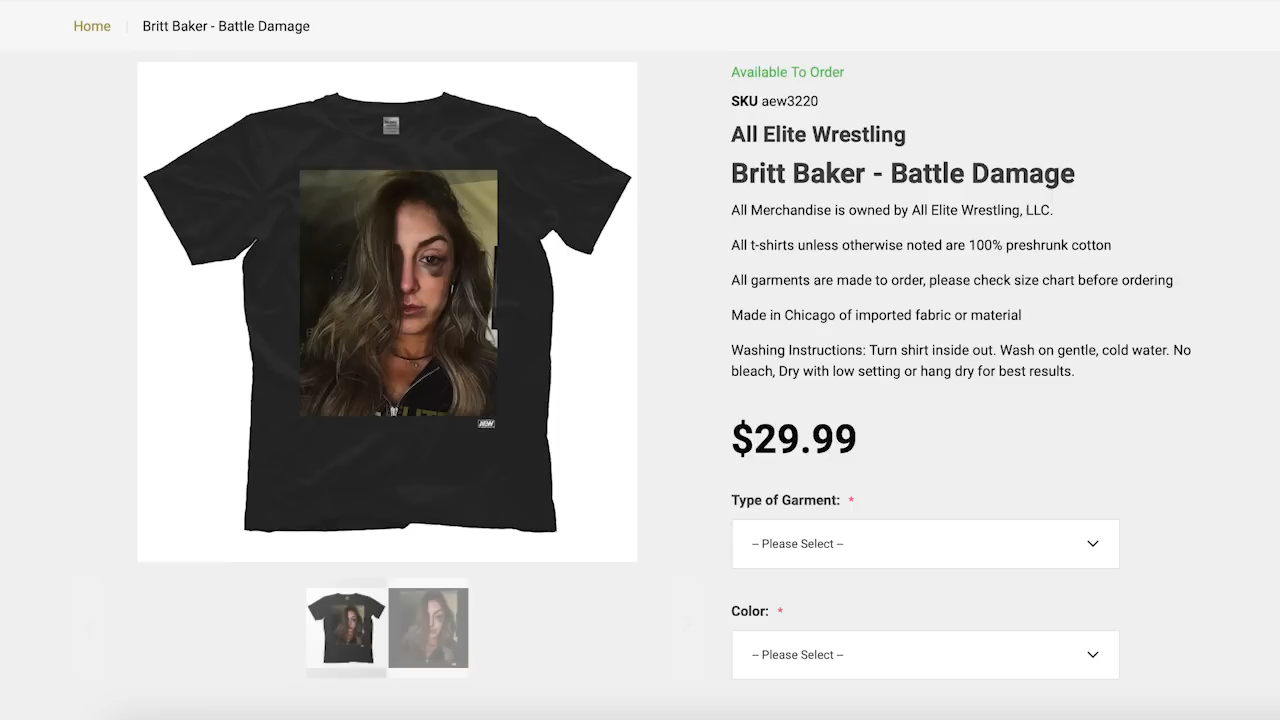 Home
Britt Baker - Battle Damage
Available To Order
SKU aew3220
All Elite Wrestling
Britt Baker - Battle Damage
All Merchandise is owned by All Elite Wrestling, LLC.
All t-shirts unless otherwise noted are 100% preshrunk cotton
All garments are made to order, please check size chart before ordering
Made in Chicago of imported fabric or material
Washing Instructions: Turn shirt inside out. Wash on gentle, cold water. No
bleach, Dry with low setting or hang dry for best results.
$29.99
Type of Garment: *
-- Please Select --
Color: *
-- Please Select --
AEW